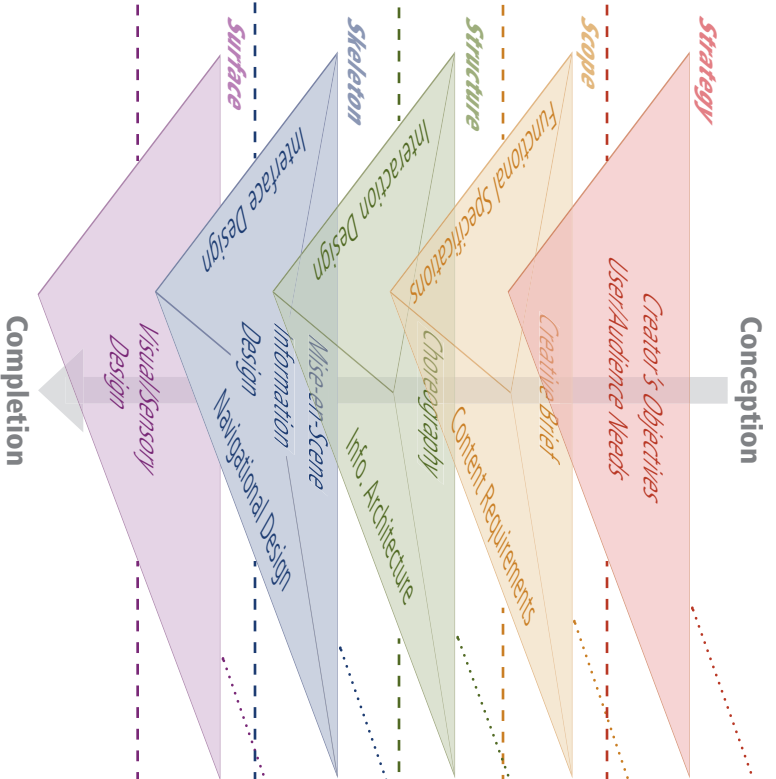 Conception
Strategy
Creator's Objectives
User/Audience Needs
Scope
Functional Specifications
Creative Brief
Content Requirements
Structure
Interaction Design
Choreography
Info. Architecture
Skeleton
Interface Design
Mise-en-Scene
Information
Design
Navigational Design
Surface
Visual/Sensory
Design
Completion